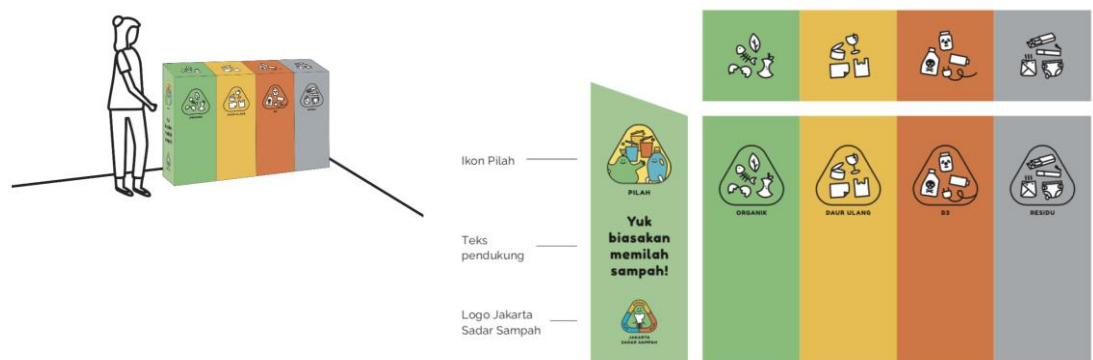 Ikon Pilah
Teks
pendukung
Logo Jakarta
Sadar Sampah
PILAH
Yuk
biasakan
memilah
sampah!
JAKARTA
SADAR SAMPAH
ORGANIK
DAUR ULANG
B3
RESIDU